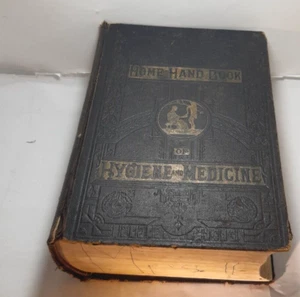 HOME HAND BOOK
OF
HYGIENE AND MEDICINE